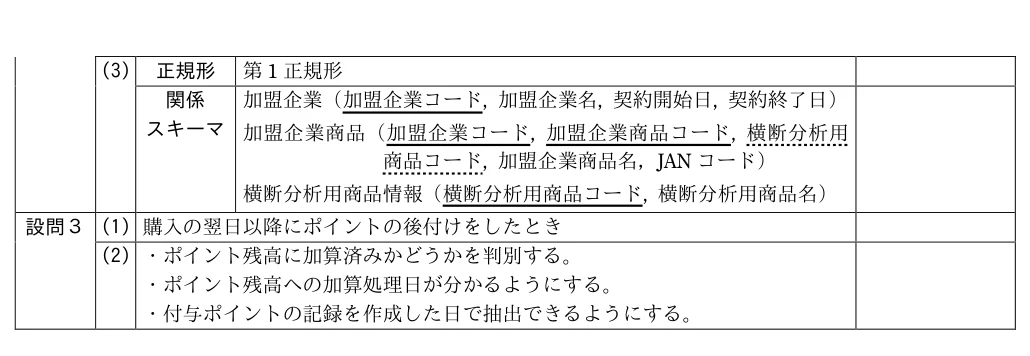 (3) 正規形 第1正規形
関係 加盟企業（加盟企業コード, 加盟企業名, 契約開始日, 契約終了日）
スキーマ 加盟企業商品（加盟企業コード, 加盟企業商品コード, 横断分析用
商品コード, 加盟企業商品名, JANコード）
横断分析用商品情報（横断分析用商品コード, 横断分析用商品名）
設問3 (1) 購入の翌日以降にポイントの後付けをしたとき
(2) ・ポイント残高に加算済みかどうかを判別する。
・ポイント残高への加算処理日が分かるようにする。
・付与ポイントの記録を作成した日で抽出できるようにする。